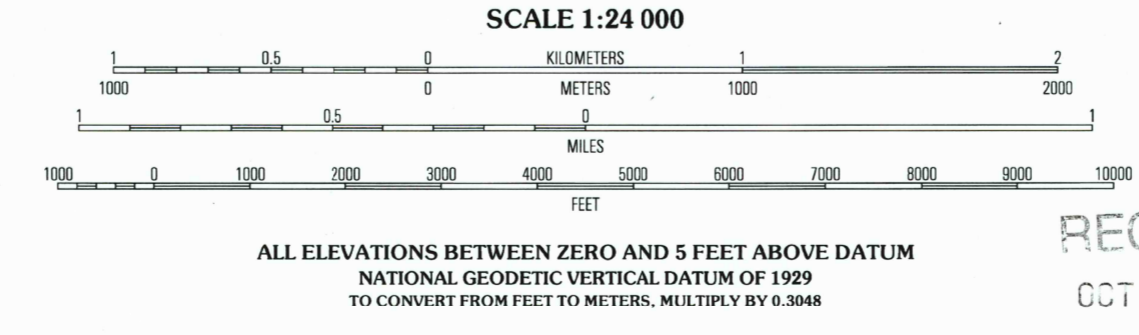 SCALE 1:24 000
1 0.5 0 KILOMETERS 1 2
1000 0 METERS 1000 2000
1 0.5 0 1
MILES
1000 0 1000 2000 3000 4000 5000 6000 7000 8000 9000 10000
FEET
ALL ELEVATIONS BETWEEN ZERO AND 5 FEET ABOVE DATUM
NATIONAL GEODETIC VERTICAL DATUM OF 1929
TO CONVERT FROM FEET TO METERS, MULTIPLY BY 0.3048
REC
OCT